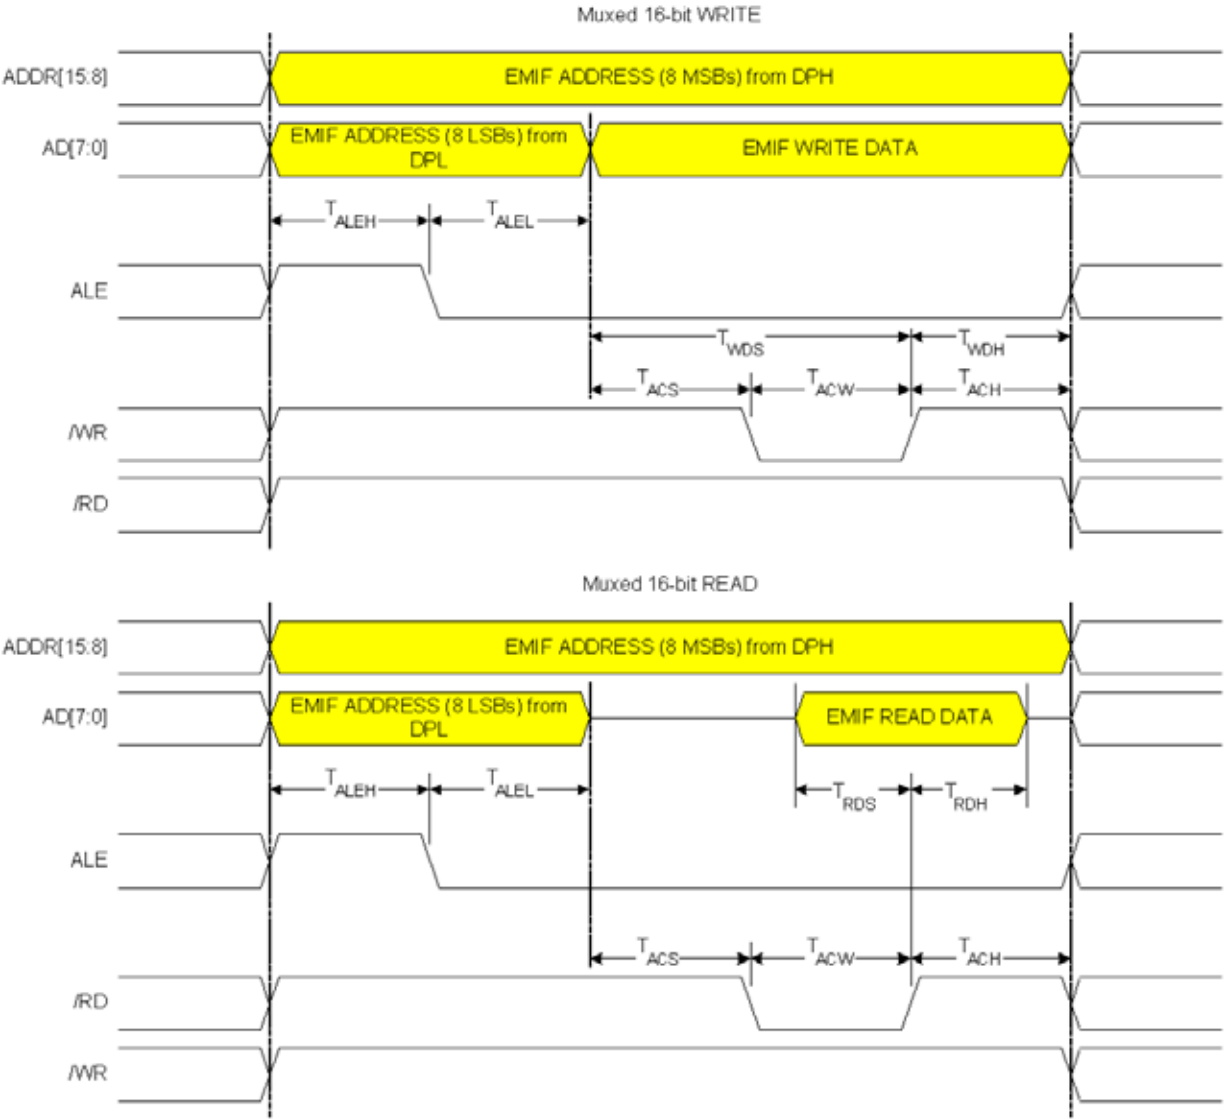 Muxed 16-bit WRITE
ADDR[15:8]
EMIF ADDRESS (8 MSBs) from DPH
AD[7:0]
EMIF ADDRESS (8 LSBs) from
DPL
EMIF WRITE DATA
TALEH
TALEL
ALE
TWDS
TWDH
TACS
TACW
TACH
/WR
/RD
Muxed 16-bit READ
ADDR[15:8]
EMIF ADDRESS (8 MSBs) from DPH
AD[7:0]
EMIF ADDRESS (8 LSBs) from
DPL
EMIF READ DATA
TALEH
TALEL
TRDS
TRDH
ALE
TACS
TACW
TACH
/RD
/WR